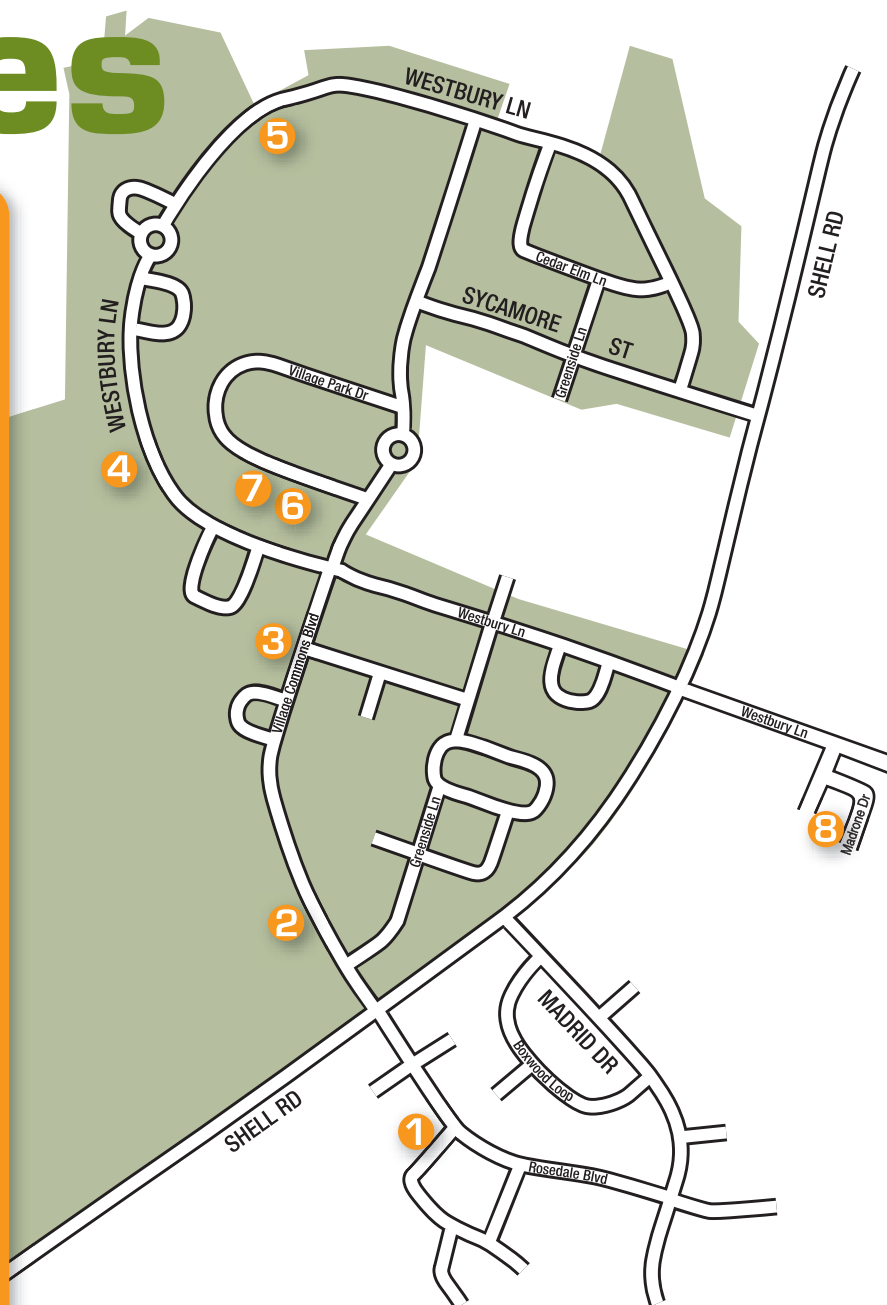 es
WESTBURY LN
5
SHELL RD
Cedar Elm Ln
SYCAMORE ST
Greenside Ln
WESTBURY LN
Village Park Dr
4
7
6
Westbury Ln
3
Village Commons Blvd
Westbury Ln
Madrone Dr
8
Greenside Ln
2
MADRID DR
Boxwood Loop
SHELL RD
1
Rosedale Blvd